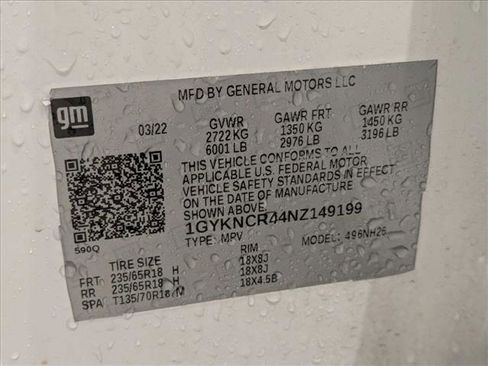 MFD BY GENERAL MOTORS LLC
gm
03/22
GVWR GAWR FRT GAWR RR
2722 KG 1350 KG 1450 KG
6001 LB 2976 LB 3196 LB
THIS VEHICLE CONFORMS TO ALL
APPLICABLE U.S. FEDERAL MOTOR
VEHICLE SAFETY STANDARDS IN EFFECT
ON THE DATE OF MANUFACTURE
SHOWN ABOVE.
1GYKNCR44NZ149199
TYPE: MPV MODEL: 496NH26
S90Q
TIRE SIZE RIM
FRT 235/65R18 H 18X8J
RR 235/65R18 H 18X8J
SPA T135/70R18 18X4.5B